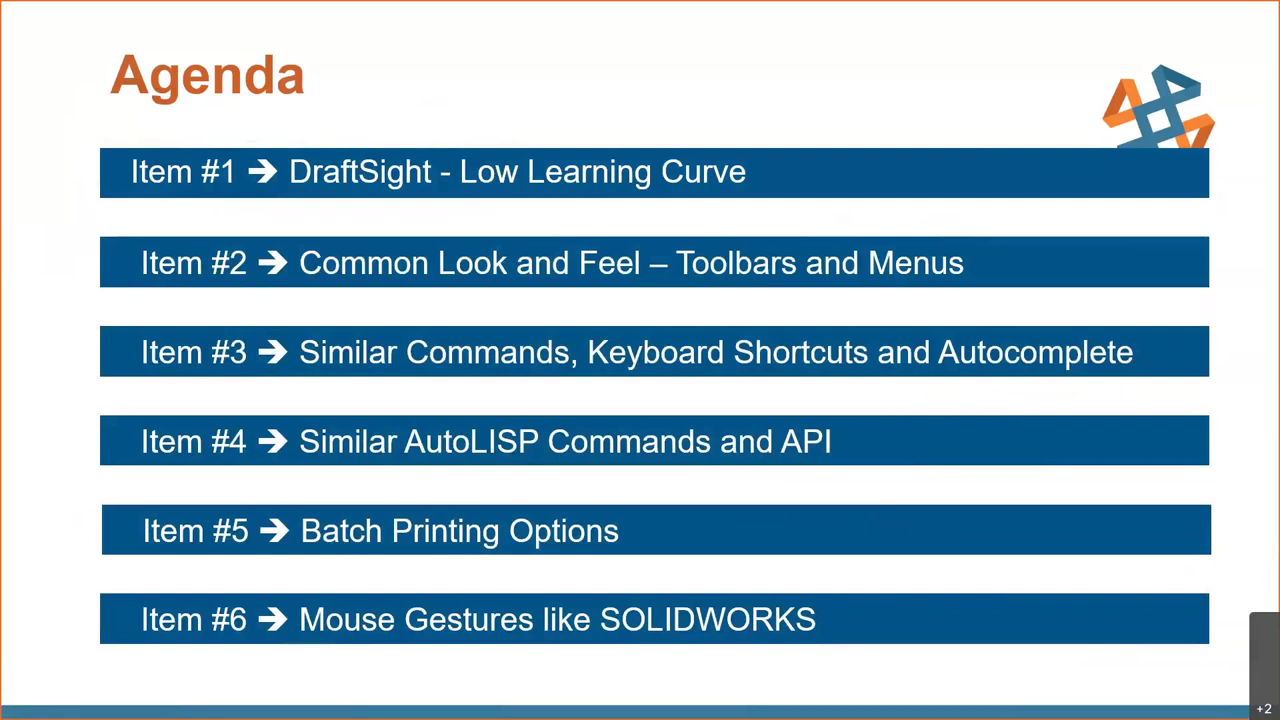 Agenda
Item #1 ➔ DraftSight - Low Learning Curve
Item #2 ➔ Common Look and Feel – Toolbars and Menus
Item #3 ➔ Similar Commands, Keyboard Shortcuts and Autocomplete
Item #4 ➔ Similar AutoLISP Commands and API
Item #5 ➔ Batch Printing Options
Item #6 ➔ Mouse Gestures like SOLIDWORKS
+2